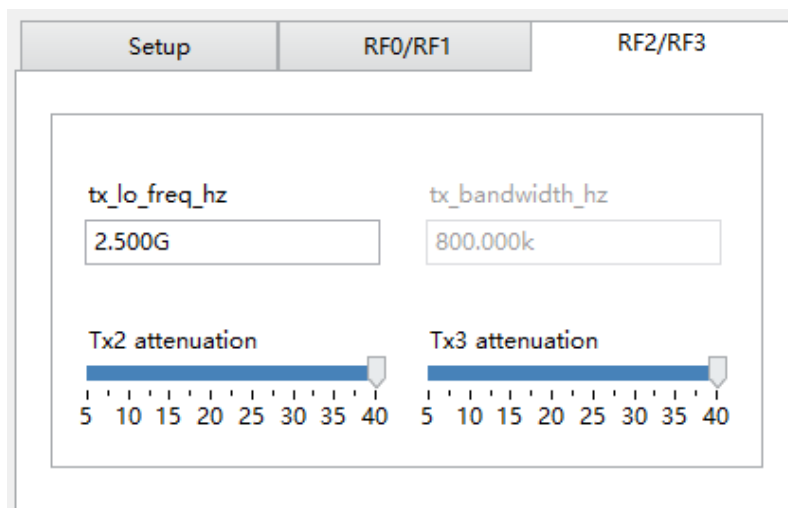 Setup RF0/RF1 RF2/RF3
tx_lo_freq_hz tx_bandwidth_hz
2.500G 800.000k
Tx2 attenuation Tx3 attenuation
5 10 15 20 25 30 35 40 5 10 15 20 25 30 35 40